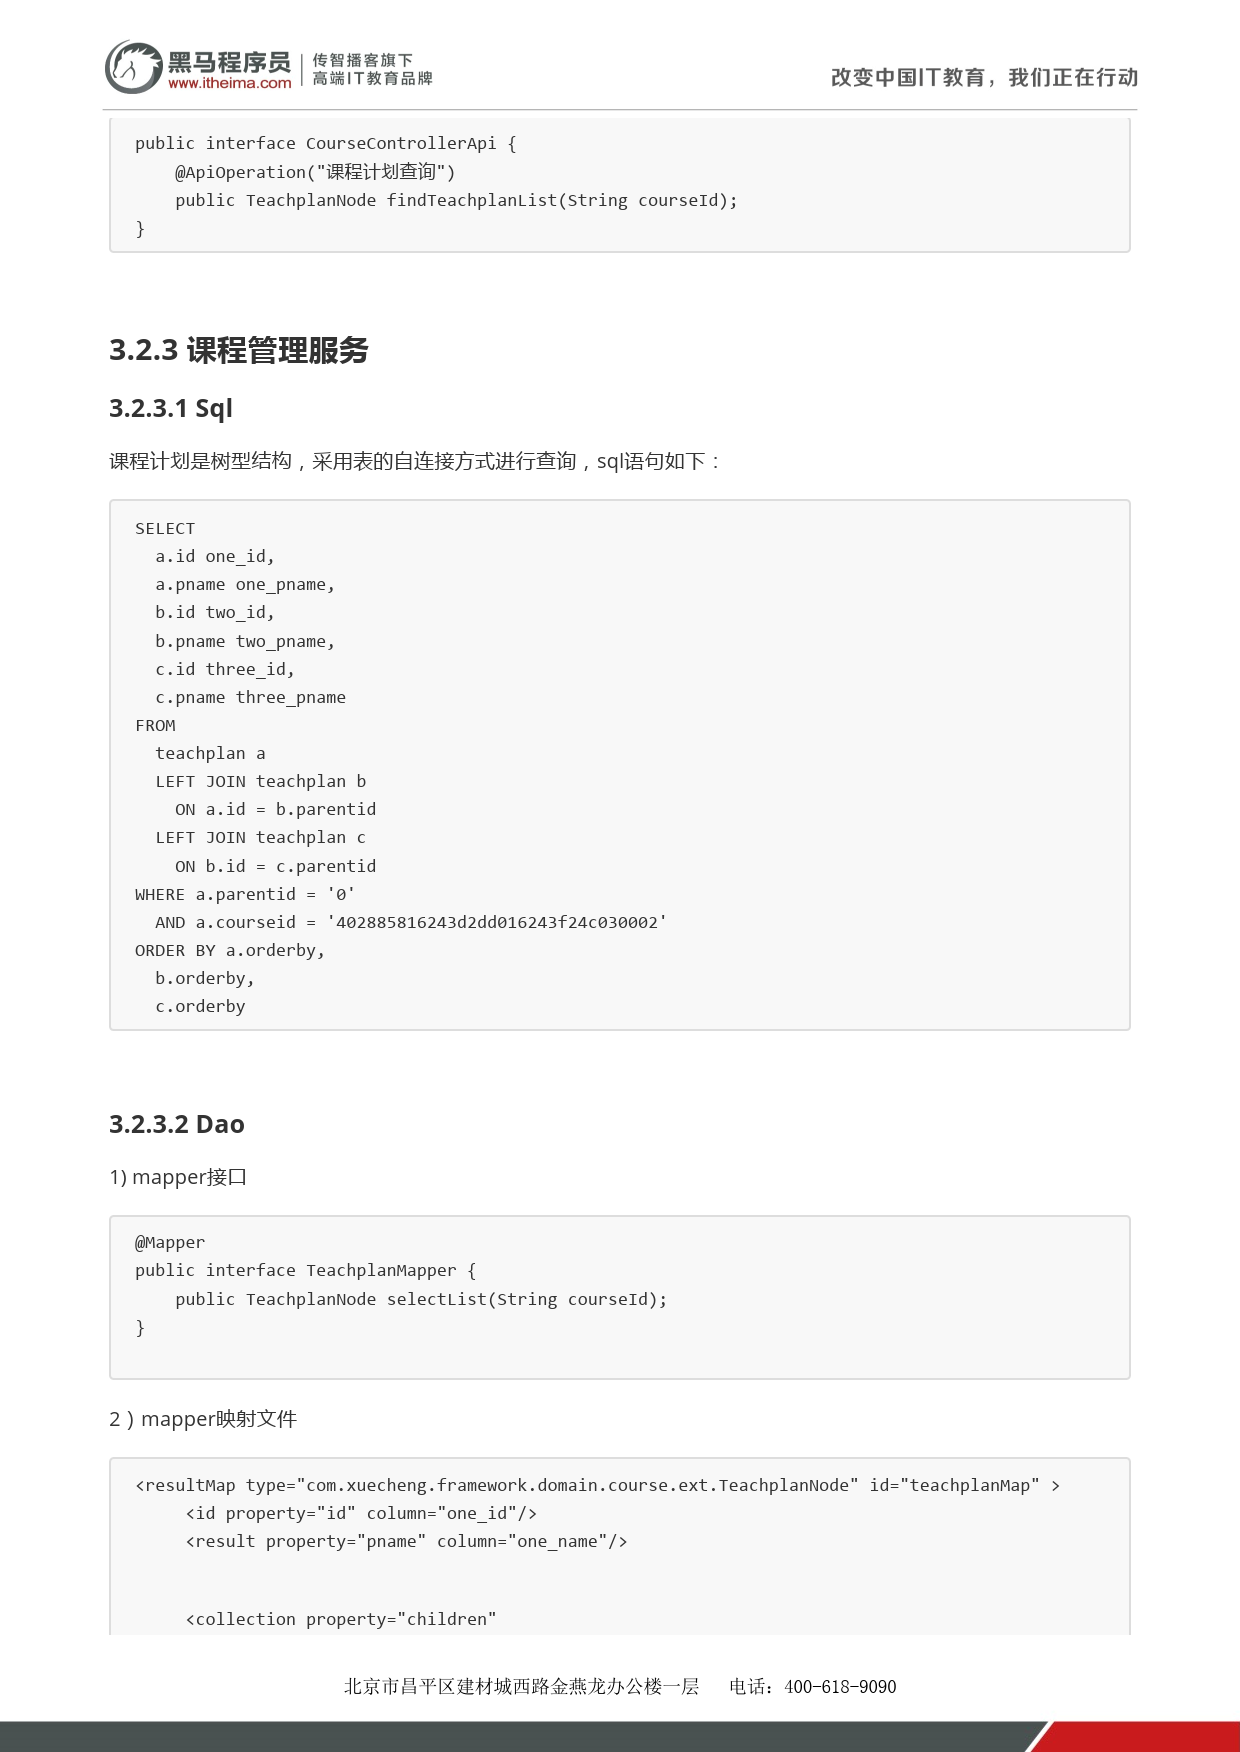 黑马程序员
www.itheima.com
传智播客旗下
高端IT教育品牌
改变中国IT教育，我们正在行动
public interface CourseControllerApi {
    @ApiOperation("课程计划查询")
    public TeachplanNode findTeachplanList(String courseId);
}
3.2.3 课程管理服务
3.2.3.1 Sql
课程计划是树型结构，采用表的自连接方式进行查询，sql语句如下：
SELECT
  a.id one_id,
  a.pname one_pname,
  b.id two_id,
  b.pname two_pname,
  c.id three_id,
  c.pname three_pname
FROM
  teachplan a
  LEFT JOIN teachplan b
    ON a.id = b.parentid
  LEFT JOIN teachplan c
    ON b.id = c.parentid
WHERE a.parentid = '0'
  AND a.courseid = '402885816243d2dd016243f24c030002'
ORDER BY a.orderby,
  b.orderby,
  c.orderby
3.2.3.2 Dao
1) mapper接口
@Mapper
public interface TeachplanMapper {
    public TeachplanNode selectList(String courseId);
}
2）mapper映射文件
<resultMap type="com.xuecheng.framework.domain.course.ext.TeachplanNode" id="teachplanMap" >
     <id property="id" column="one_id"/>
     <result property="pname" column="one_name"/>
     <collection property="children"
北京市昌平区建材城西路金燕龙办公楼一层   电话：400-618-9090